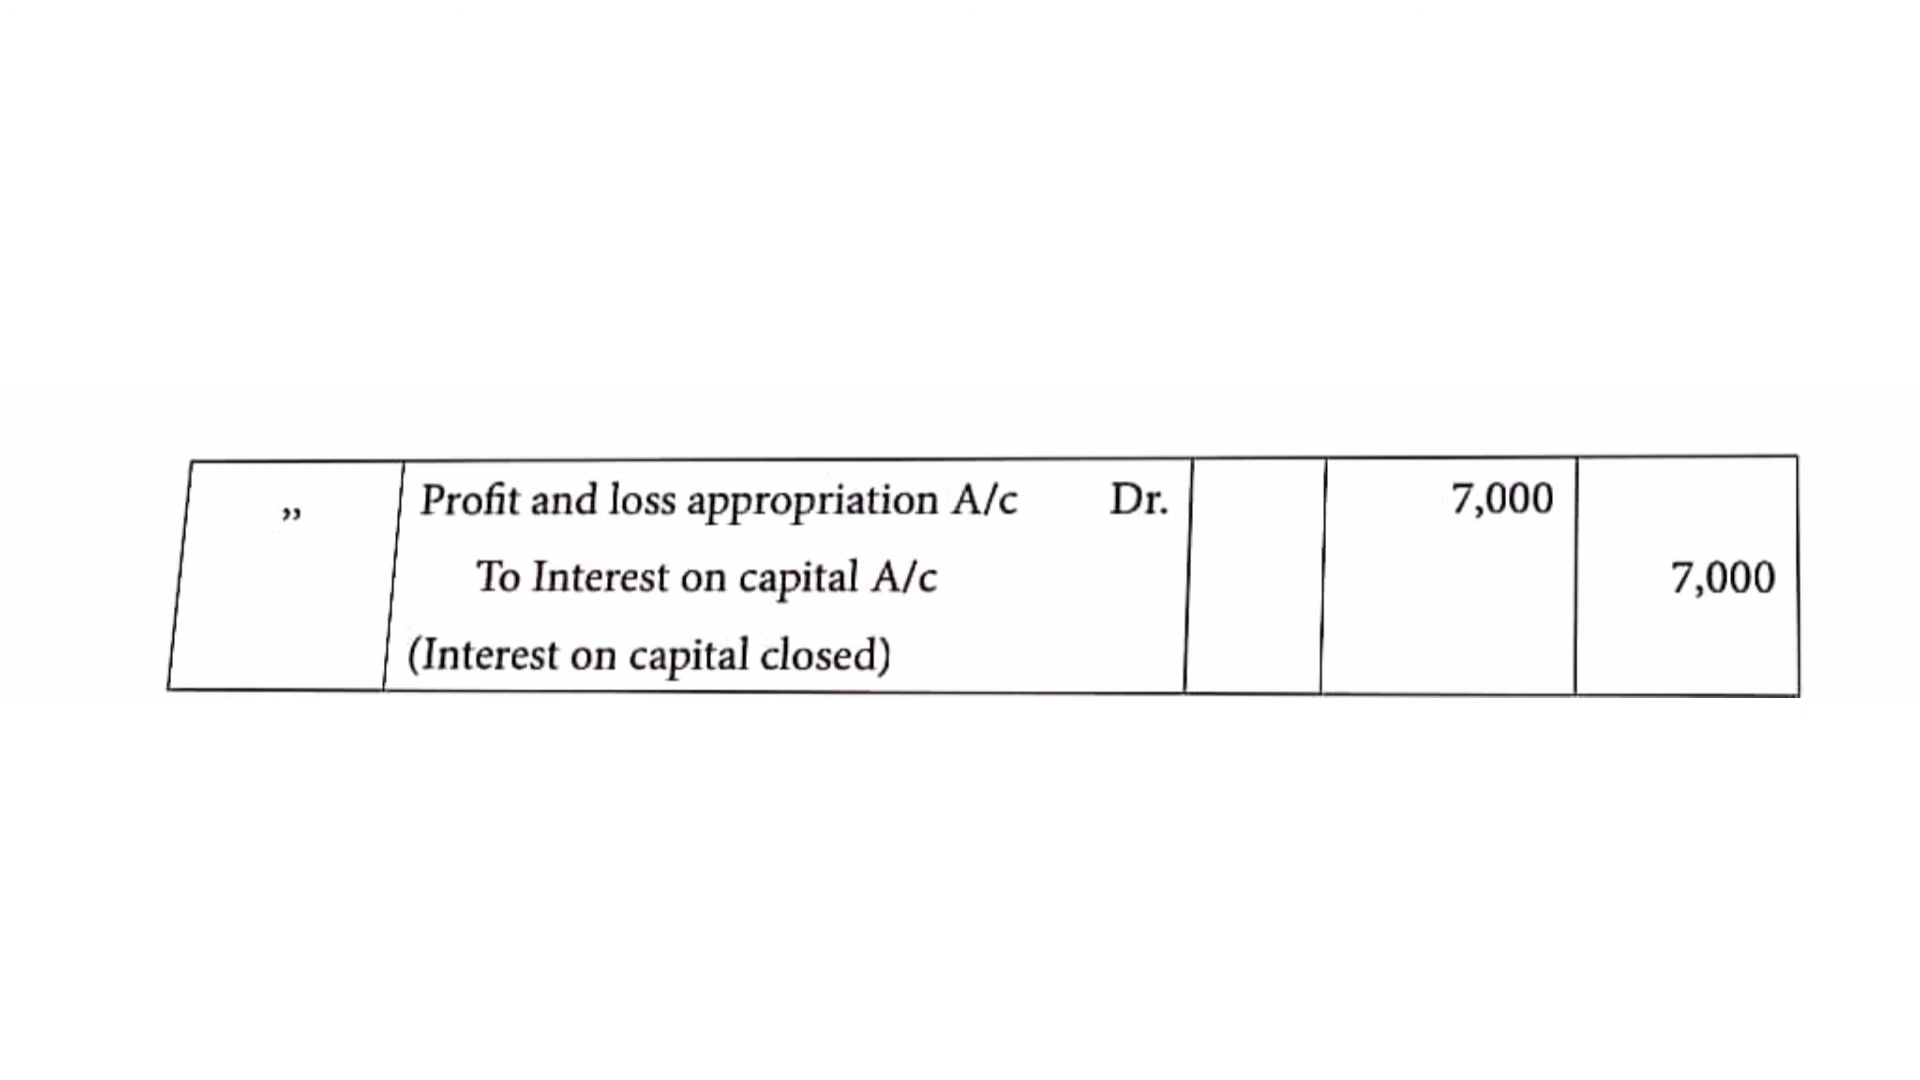 ” Profit and loss appropriation A/c Dr. 7,000
To Interest on capital A/c 7,000
(Interest on capital closed)